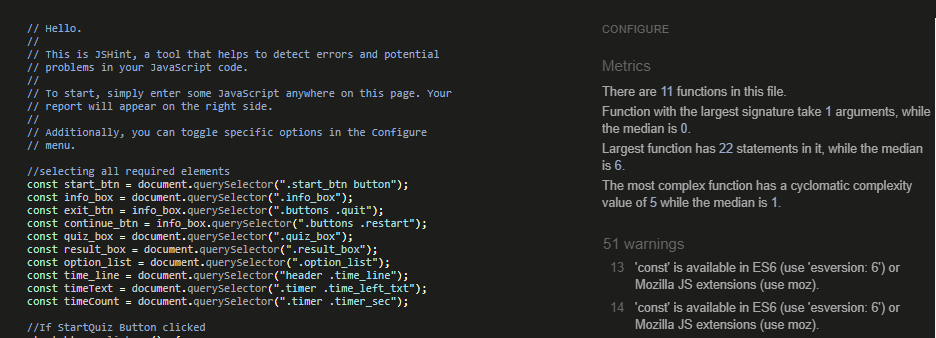 // Hello.
//
// This is JSHint, a tool that helps to detect errors and potential
// problems in your JavaScript code.
//
// To start, simply enter some JavaScript anywhere on this page. Your
// report will appear on the right side.
//
// Additionally, you can toggle specific options in the Configure
// menu.
//selecting all required elements
const start_btn = document.querySelector(".start_btn button");
const info_box = document.querySelector(".info_box");
const exit_btn = info_box.querySelector(".buttons .quit");
const continue_btn = info_box.querySelector(".buttons .restart");
const quiz_box = document.querySelector(".quiz_box");
const result_box = document.querySelector(".result_box");
const option_list = document.querySelector(".option_list");
const time_line = document.querySelector("header .time_line");
const timeText = document.querySelector(".timer .time_left_txt");
const timeCount = document.querySelector(".timer .timer_sec");
//If StartQuiz Button clicked
CONFIGURE
Metrics
There are 11 functions in this file.
Function with the largest signature take 1 arguments, while
the median is 0.
Largest function has 22 statements in it, while the median
is 6.
The most complex function has a cyclomatic complexity
value of 5 while the median is 1.
51 warnings
13 'const' is available in ES6 (use 'esversion: 6') or
Mozilla JS extensions (use moz).
14 'const' is available in ES6 (use 'esversion: 6') or
Mozilla JS extensions (use moz).